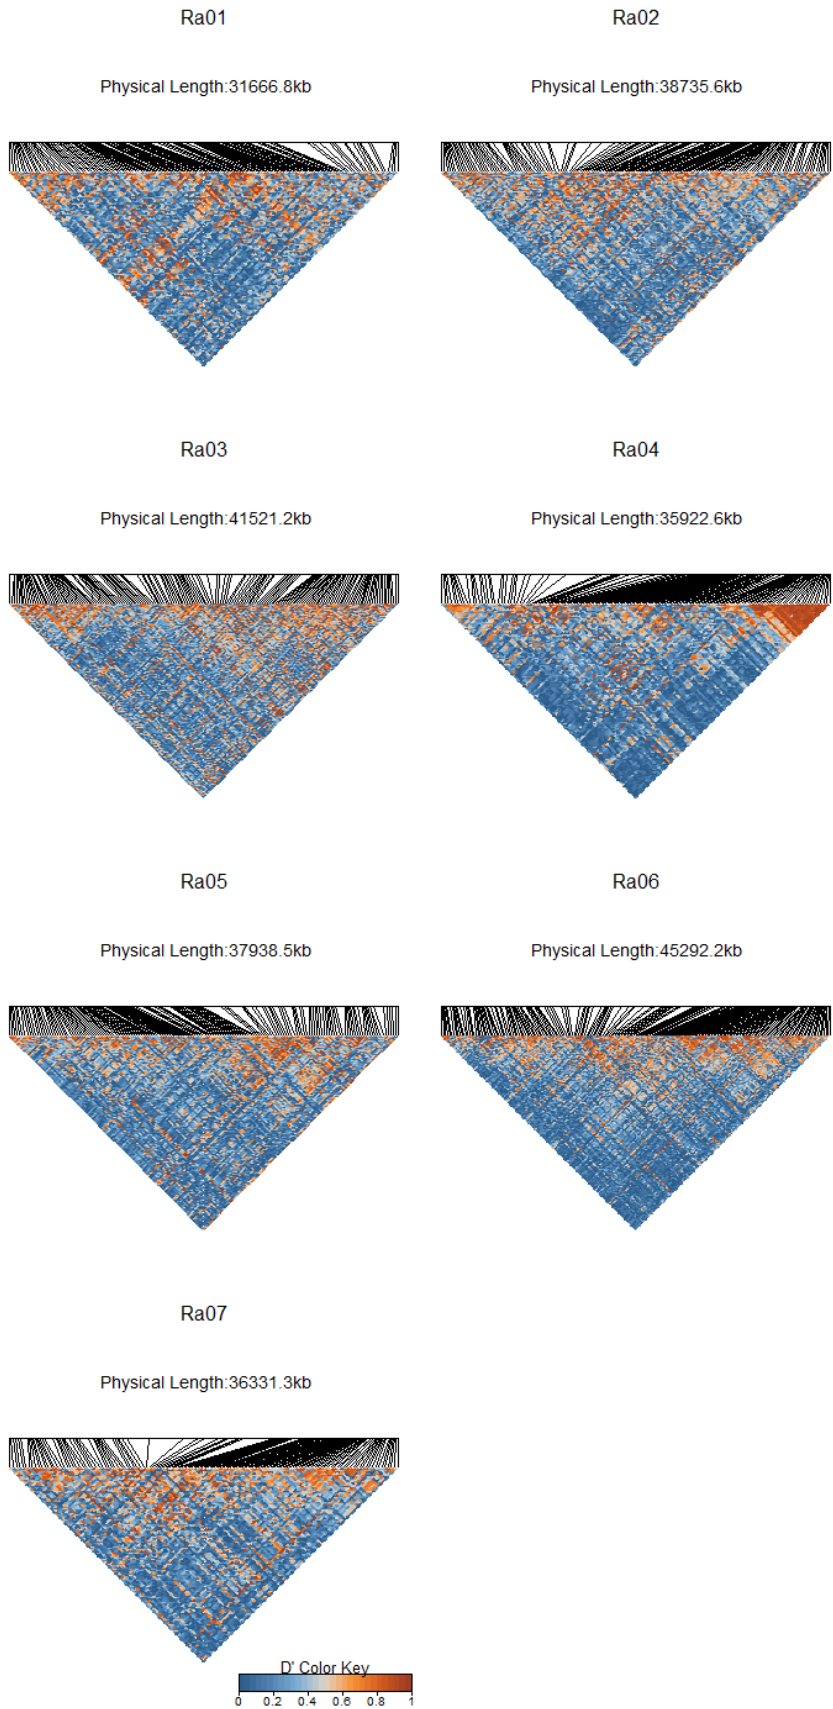 Ra01 Ra02
Physical Length:31666.8kb Physical Length:38735.6kb
Ra03 Ra04
Physical Length:41521.2kb Physical Length:35922.6kb
Ra05 Ra06
Physical Length:37938.5kb Physical Length:45292.2kb
Ra07
Physical Length:36331.3kb
D' Color Key
0 0.2 0.4 0.6 0.8 1